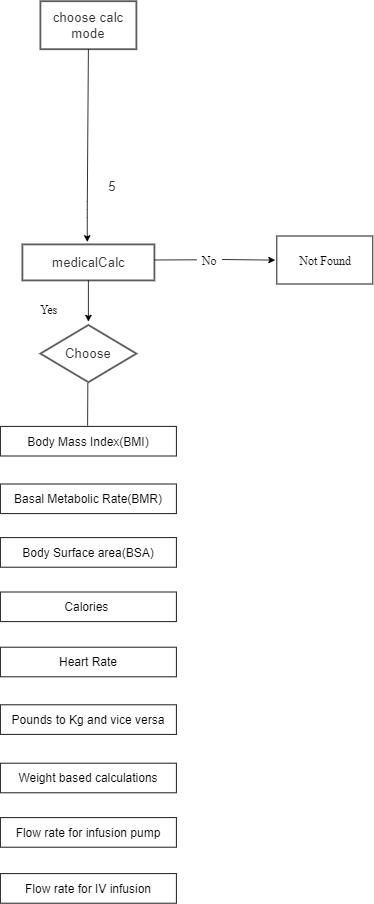 choose calc
mode
5
medicalCalc
No
Not Found
Yes
Choose
Body Mass Index(BMI)
Basal Metabolic Rate(BMR)
Body Surface area(BSA)
Calories
Heart Rate
Pounds to Kg and vice versa
Weight based calculations
Flow rate for infusion pump
Flow rate for IV infusion